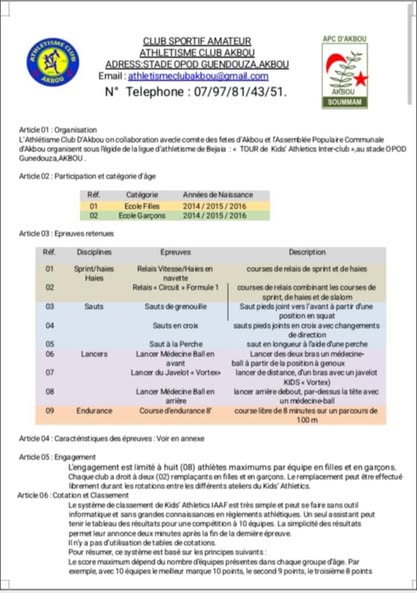 ATHLETISME CLUB
AKBOU
CLUB SPORTIF AMATEUR
ATHLETISME CLUB AKBOU
ADRESS:STADE OPOD GUENDOUZA,AKBOU
Email : athletismeclubakbou@gmail.com
N° Telephone : 07/97/81/43/51.
APC D'AKBOU
AKBOU
SOUMMAM
Article 01 : Organisation
L'Athlétisme Club D'Akbou on collaboration avecle comite des fetes d'Akbou et l'Assemblée Populaire Communale
d'Akbou organisent sous l'égide de la ligue d'athletisme de Bejaia : « TOUR de Kids' Athletics Inter-club »,au stade OPOD
Gunedouza,AKBOU .
Article 02 : Participation et catégorie d'âge
Réf. Catégorie Années de Naissance
01 Ecole Filles 2014 / 2015 / 2016
02 Ecole Garçons 2014 / 2015 / 2016
Article 03 : Epreuves retenues
Réf. Disciplines Epreuves Description
01 Sprint/haies Relais Vitesse/Haies en courses de relais de sprint et de haies
Haies navette
02 Relais « Circuit » Formule 1 courses de relais combinant les courses de
sprint, de haies et de slalom
03 Sauts Sauts de grenouille Saut pieds joint vers l'avant à partir d'une
position en squat
04 Sauts en croix sauts pieds joints en croix avec changements
de direction
05 Saut à la Perche saut en longueur à l'aide d'une perche
06 Lancers Lancer Médecine Ball en Lancer des deux bras un médecine-
avant ball à partir de la position à genoux
07 Lancer du Javelot « Vortex» lancer de distance, d'un bras avec un javelot
KIDS « Vortex)
08 Lancer Médecine Ball en lancer arrière debout, par-dessus la tête avec
arrière un médecine-ball
09 Endurance Course d'endurance 8' course libre de 8 minutes sur un parcours de
100 m
Article 04 : Caractéristiques des épreuves : Voir en annexe
Article 05 : Engagement
L'engagement est limité à huit (08) athlètes maximums par équipe en filles et en garçons.
Chaque club a droit à deux (02) remplaçants en filles et en garçons. Le remplacement peut être effectué
librement durant les rotations entre les différents ateliers du Kids' Athletics.
Article 06 : Cotation et Classement
Le système de classement de Kids' Athletics IAAF est très simple et peut se faire sans outil
informatique et sans grandes connaissances en règlements athlétiques. Un seul assistant peut
tenir le tableau des résultats pour une compétition à 10 équipes. La simplicité des résultats
permet leur annonce deux minutes après la fin de la dernière épreuve.
Il n'y a pas d'utilisation de tables de cotations.
Pour résumer, ce système est basé sur les principes suivants :
Le score maximum dépend du nombre d'équipes présentes dans chaque groupe d'âge. Par
exemple, avec 10 équipes le meilleur marque 10 points, le second 9 points, le troisième 8 points